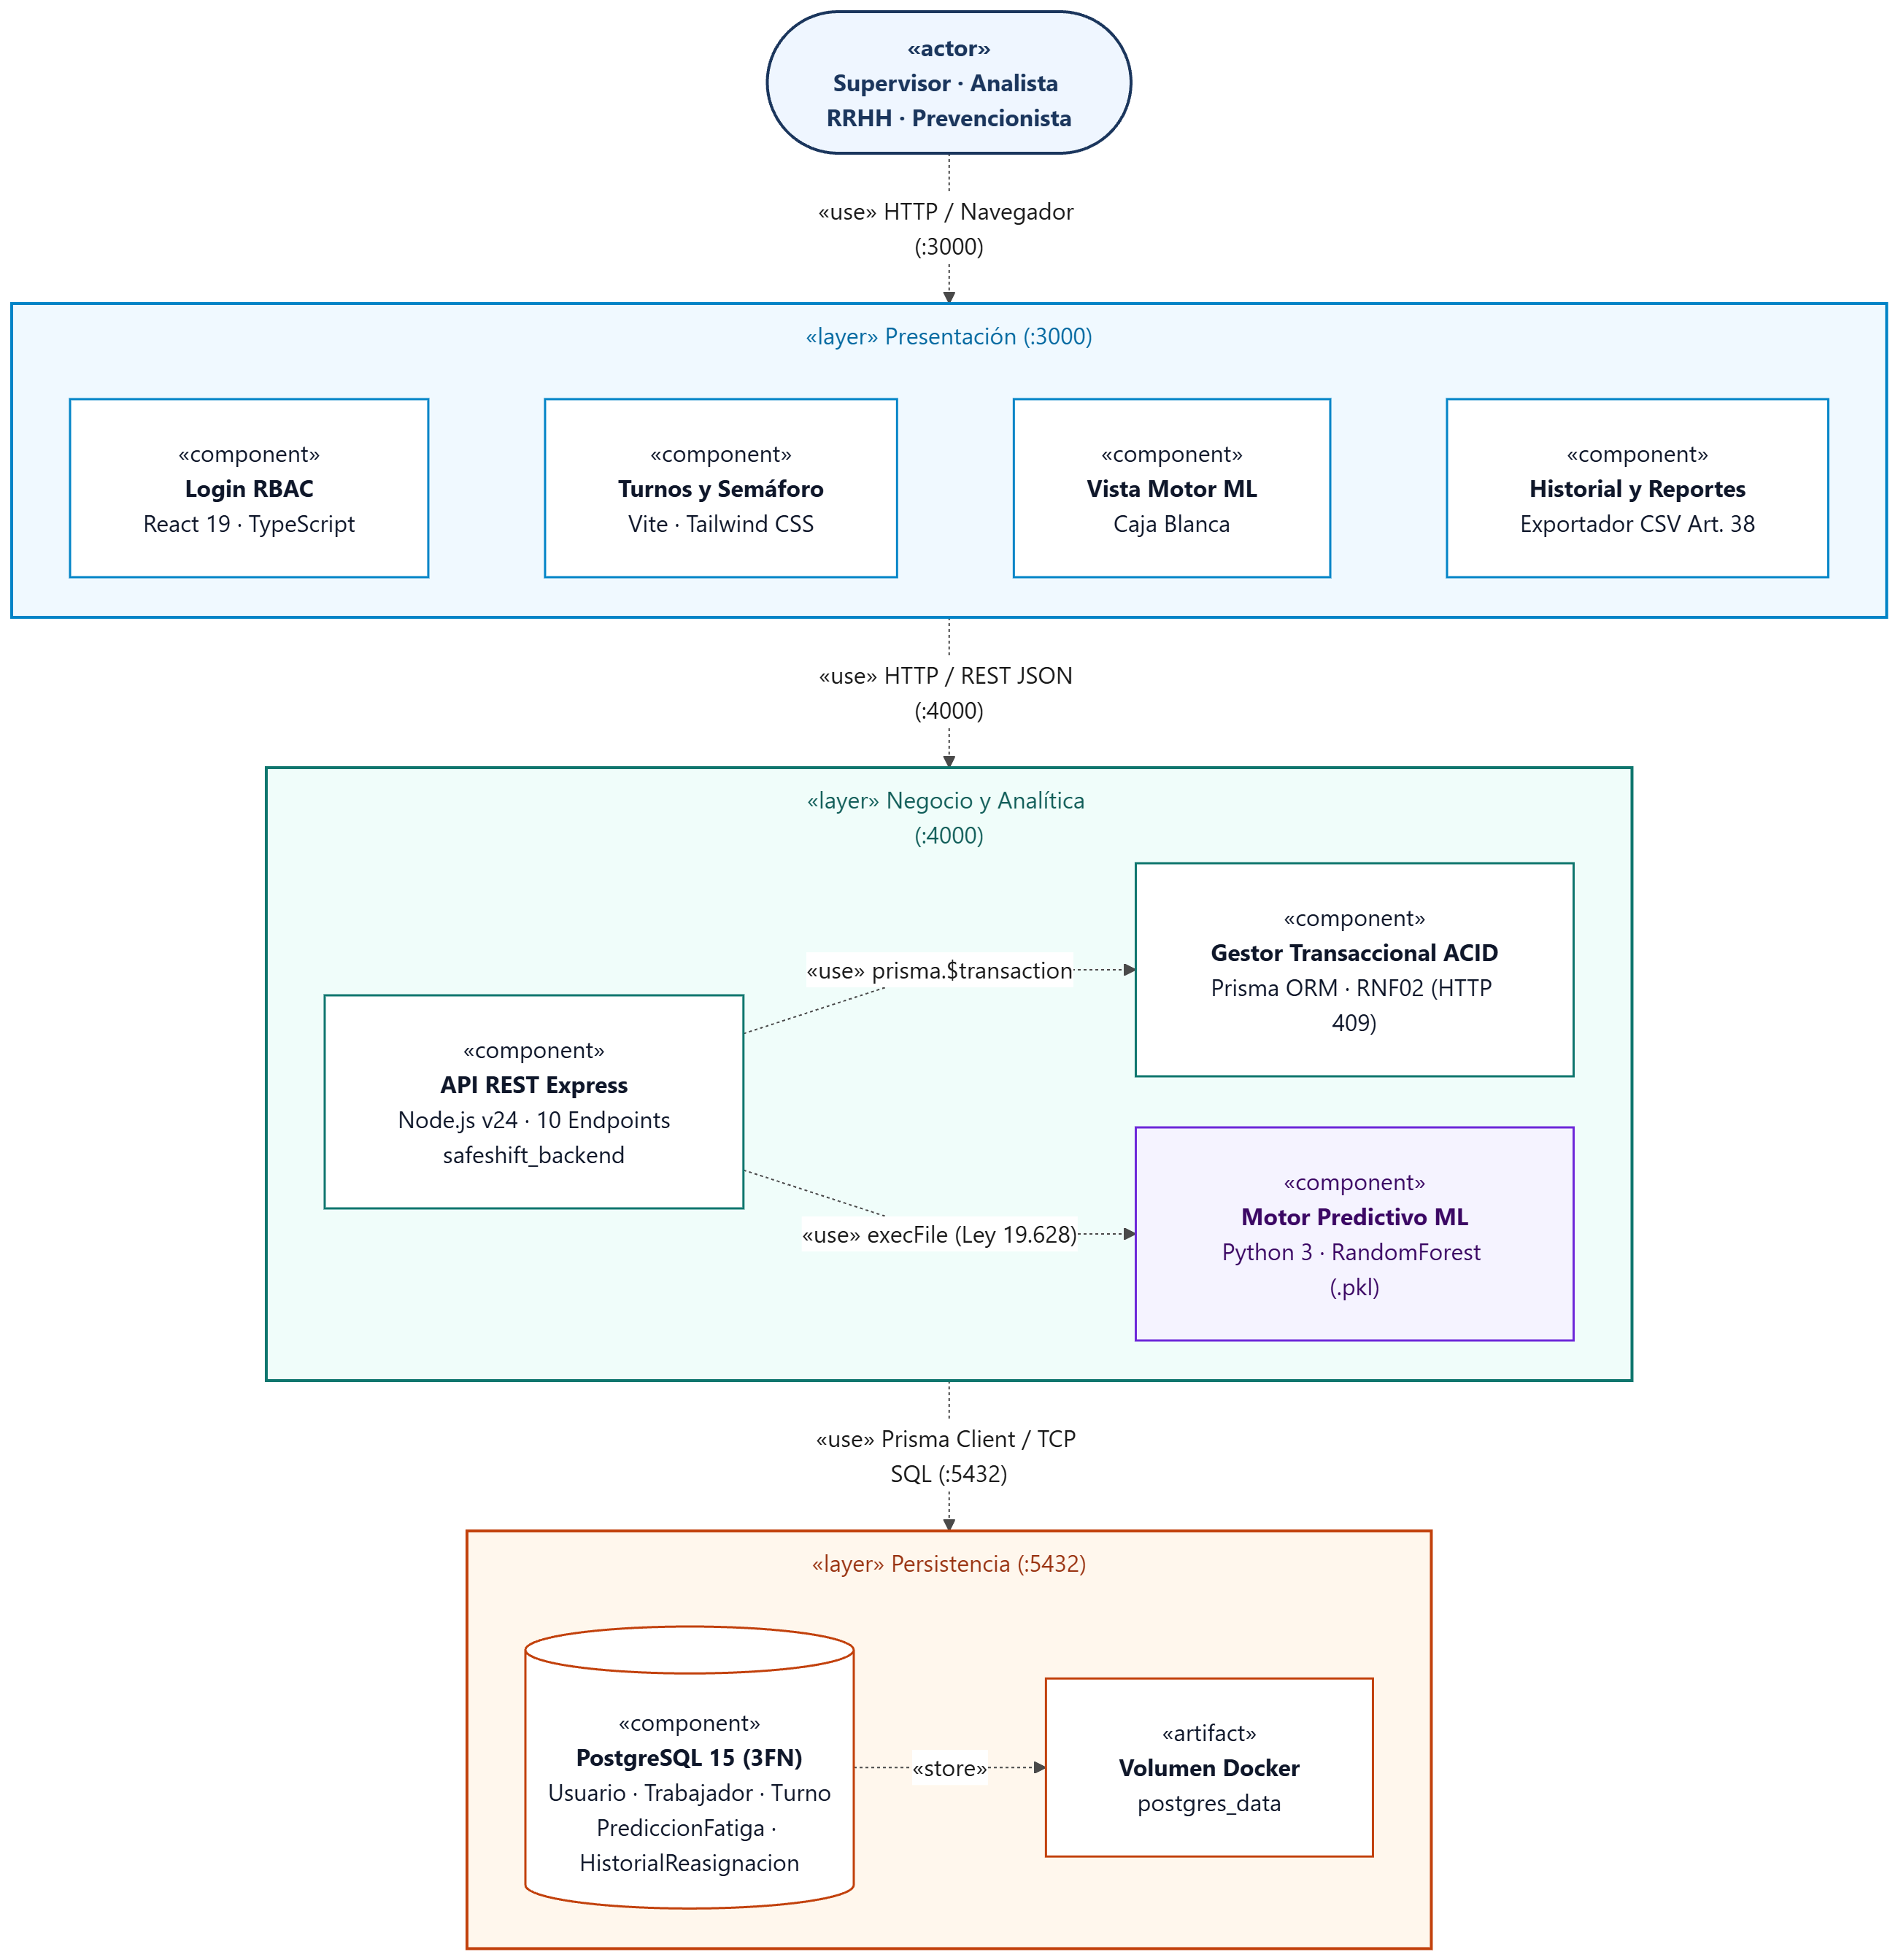 «actor»
Supervisor · Analista
RRHH · Prevencionista
«use» HTTP / Navegador
(:3000)
«layer» Presentación (:3000)
«component»
Login RBAC
React 19 · TypeScript
«component»
Turnos y Semáforo
Vite · Tailwind CSS
«component»
Vista Motor ML
Caja Blanca
«component»
Historial y Reportes
Exportador CSV Art. 38
«use» HTTP / REST JSON
(:4000)
«layer» Negocio y Analítica
(:4000)
«component»
API REST Express
Node.js v24 · 10 Endpoints
safeshift_backend
«use» prisma.$transaction
«component»
Gestor Transaccional ACID
Prisma ORM · RNF02 (HTTP
409)
«use» execFile (Ley 19.628)
«component»
Motor Predictivo ML
Python 3 · RandomForest
(.pkl)
«use» Prisma Client / TCP
SQL (:5432)
«layer» Persistencia (:5432)
«component»
PostgreSQL 15 (3FN)
Usuario · Trabajador · Turno
PrediccionFatiga ·
HistorialReasignacion
«store»
«artifact»
Volumen Docker
postgres_data